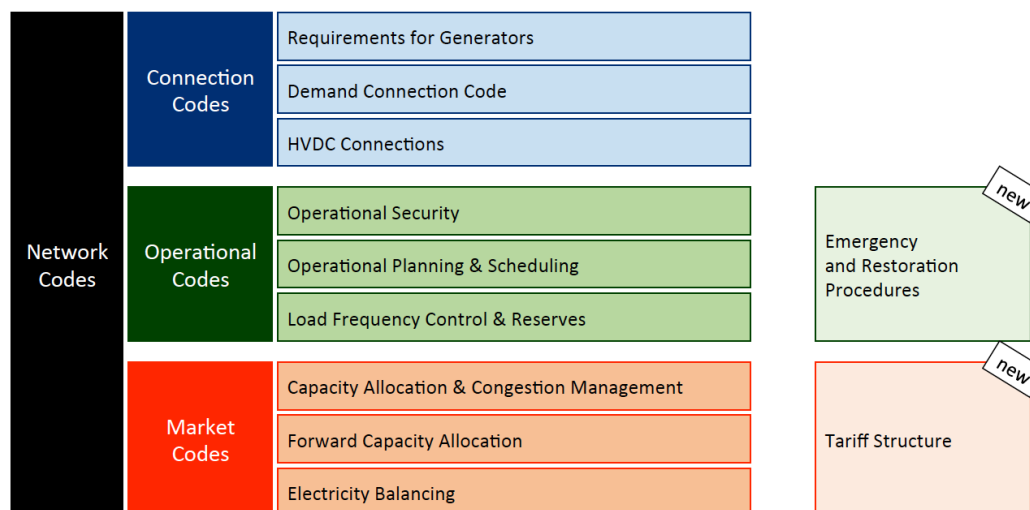 Network
Codes
Connection
Codes
Requirements for Generators
Demand Connection Code
HVDC Connections
Operational
Codes
Operational Security
Operational Planning & Scheduling
Load Frequency Control & Reserves
new
Emergency
and Restoration
Procedures
Market
Codes
Capacity Allocation & Congestion Management
Forward Capacity Allocation
Electricity Balancing
new
Tariff Structure